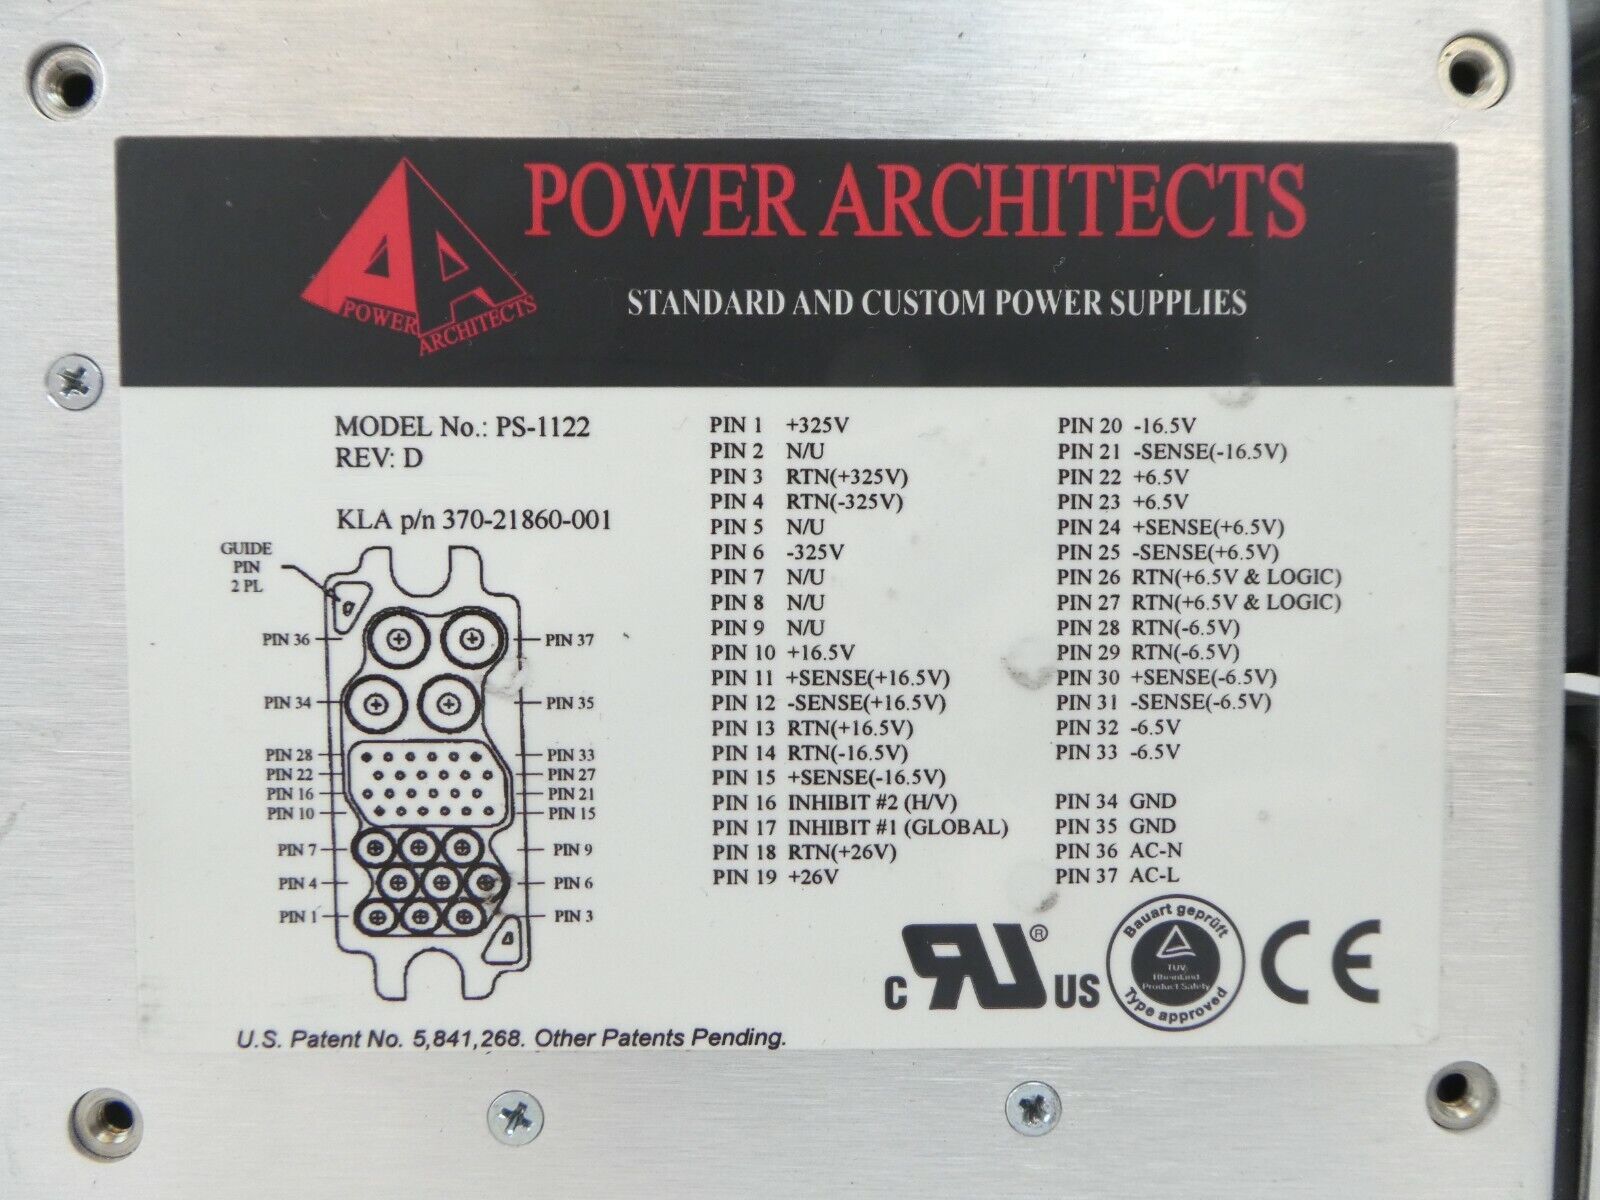 POWER ARCHITECTS
POWER ARCHITECTS
STANDARD AND CUSTOM POWER SUPPLIES
MODEL No.: PS-1122
REV: D
KLA p/n 370-21860-001
GUIDE
PIN
2 PL
PIN 36
PIN 37
PIN 34
PIN 35
PIN 28
PIN 33
PIN 22
PIN 27
PIN 16
PIN 21
PIN 10
PIN 15
PIN 7
PIN 9
PIN 4
PIN 6
PIN 1
PIN 3
PIN 1 +325V
PIN 2 N/U
PIN 3 RTN(+325V)
PIN 4 RTN(-325V)
PIN 5 N/U
PIN 6 -325V
PIN 7 N/U
PIN 8 N/U
PIN 9 N/U
PIN 10 +16.5V
PIN 11 +SENSE(+16.5V)
PIN 12 -SENSE(+16.5V)
PIN 13 RTN(+16.5V)
PIN 14 RTN(-16.5V)
PIN 15 +SENSE(-16.5V)
PIN 16 INHIBIT #2 (H/V)
PIN 17 INHIBIT #1 (GLOBAL)
PIN 18 RTN(+26V)
PIN 19 +26V
PIN 20 -16.5V
PIN 21 -SENSE(-16.5V)
PIN 22 +6.5V
PIN 23 +6.5V
PIN 24 +SENSE(+6.5V)
PIN 25 -SENSE(+6.5V)
PIN 26 RTN(+6.5V & LOGIC)
PIN 27 RTN(+6.5V & LOGIC)
PIN 28 RTN(-6.5V)
PIN 29 RTN(-6.5V)
PIN 30 +SENSE(-6.5V)
PIN 31 -SENSE(-6.5V)
PIN 32 -6.5V
PIN 33 -6.5V
PIN 34 GND
PIN 35 GND
PIN 36 AC-N
PIN 37 AC-L
c RU ® US
Bauart geprüft
TUV
Rheinland
Product Safety
Type approved
CE
U.S. Patent No. 5,841,268. Other Patents Pending.